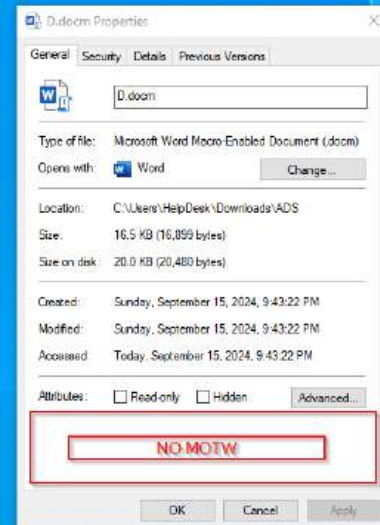 D.docm Properties
General Security Details Previous Versions
D.docm
Type of file: Microsoft Word Macro-Enabled Document (.docm)
Opens with: Word Change...
Location: C:\Users\HelpDesk\Downloads\ADS
Size: 16.5 KB (16,899 bytes)
Size on disk: 20.0 KB (20,480 bytes)
Created: Sunday, September 15, 2024, 9:43:22 PM
Modified: Sunday, September 15, 2024, 9:43:22 PM
Accessed: Today, September 15, 2024, 9:43:22 PM
Attributes: Read-only Hidden Advanced...
NO MOTW
OK Cancel Apply